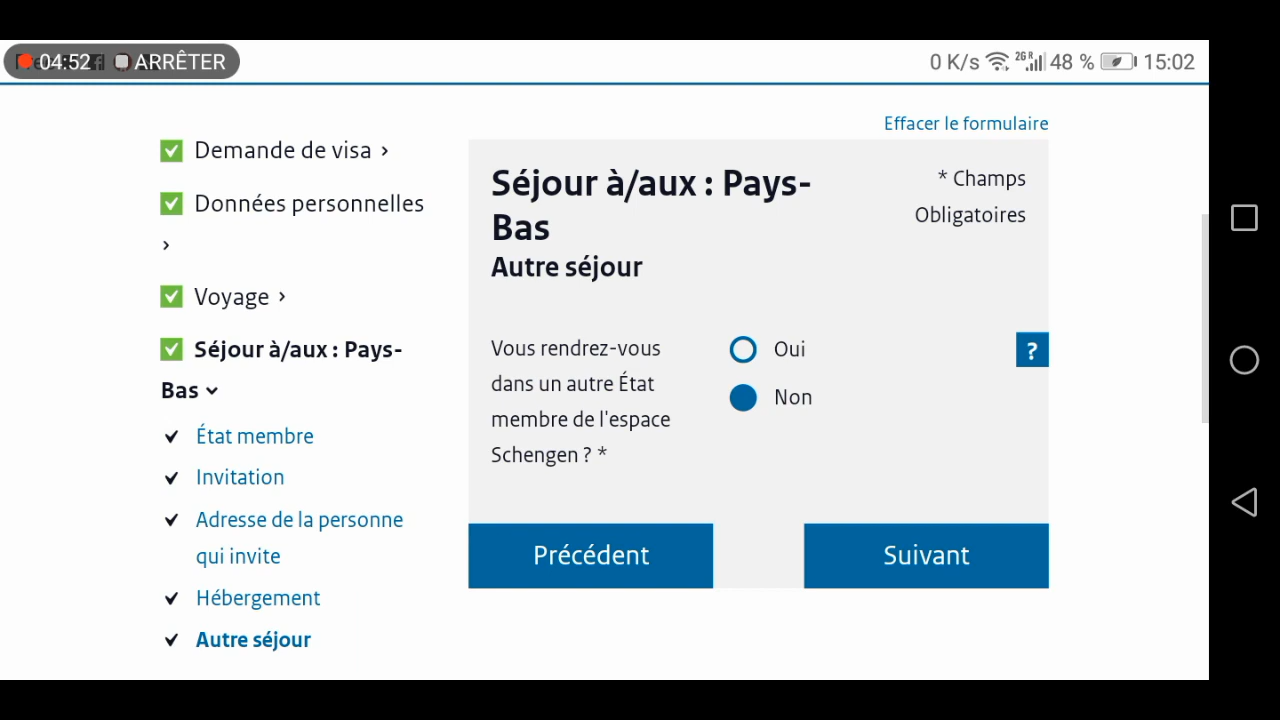 04:52 ARRÊTER
0 K/s 2G R 48 % 15:02
Effacer le formulaire
Demande de visa ›
Données personnelles
›
Voyage ›
Séjour à/aux : Pays-
Bas
État membre
Invitation
Adresse de la personne
qui invite
Hébergement
Autre séjour
Séjour à/aux : Pays-
Bas
Autre séjour
* Champs
Obligatoires
Vous rendrez-vous
dans un autre État
membre de l'espace
Schengen ? *
Oui
Non
?
Précédent
Suivant